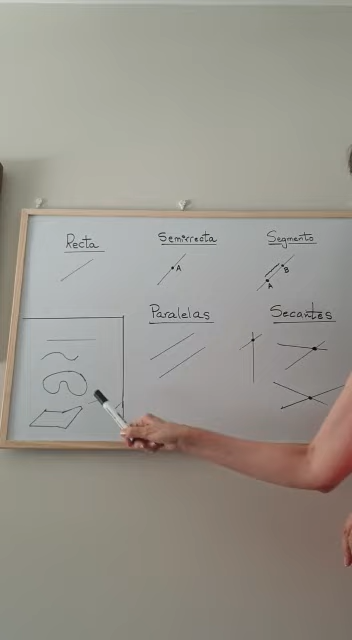 Recta
Semirrecta
Segmento
A
B
A
Paralelas
Secantes